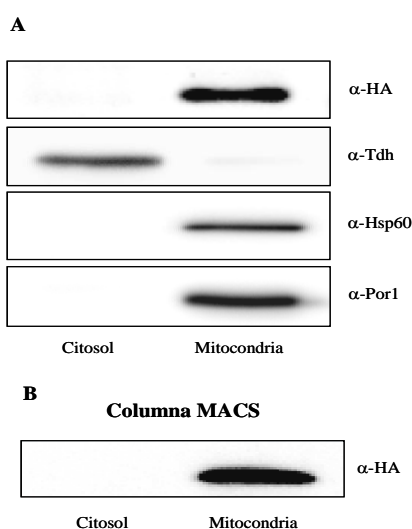 A
α-HA
α-Tdh
α-Hsp60
α-Por1
Citosol Mitocondria
B
Columna MACS
α-HA
Citosol Mitocondria